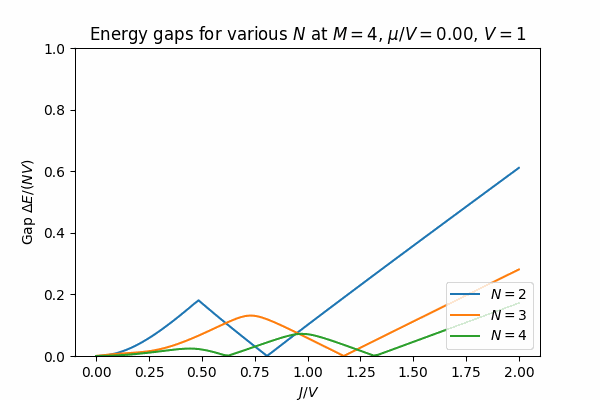 Energy gaps for various N at M = 4, μ/V = 0.00, V = 1
1.0
0.8
0.6
0.4
0.2
0.0
Gap ΔE/(NV)
0.00 0.25 0.50 0.75 1.00 1.25 1.50 1.75 2.00
J/V
N = 2
N = 3
N = 4